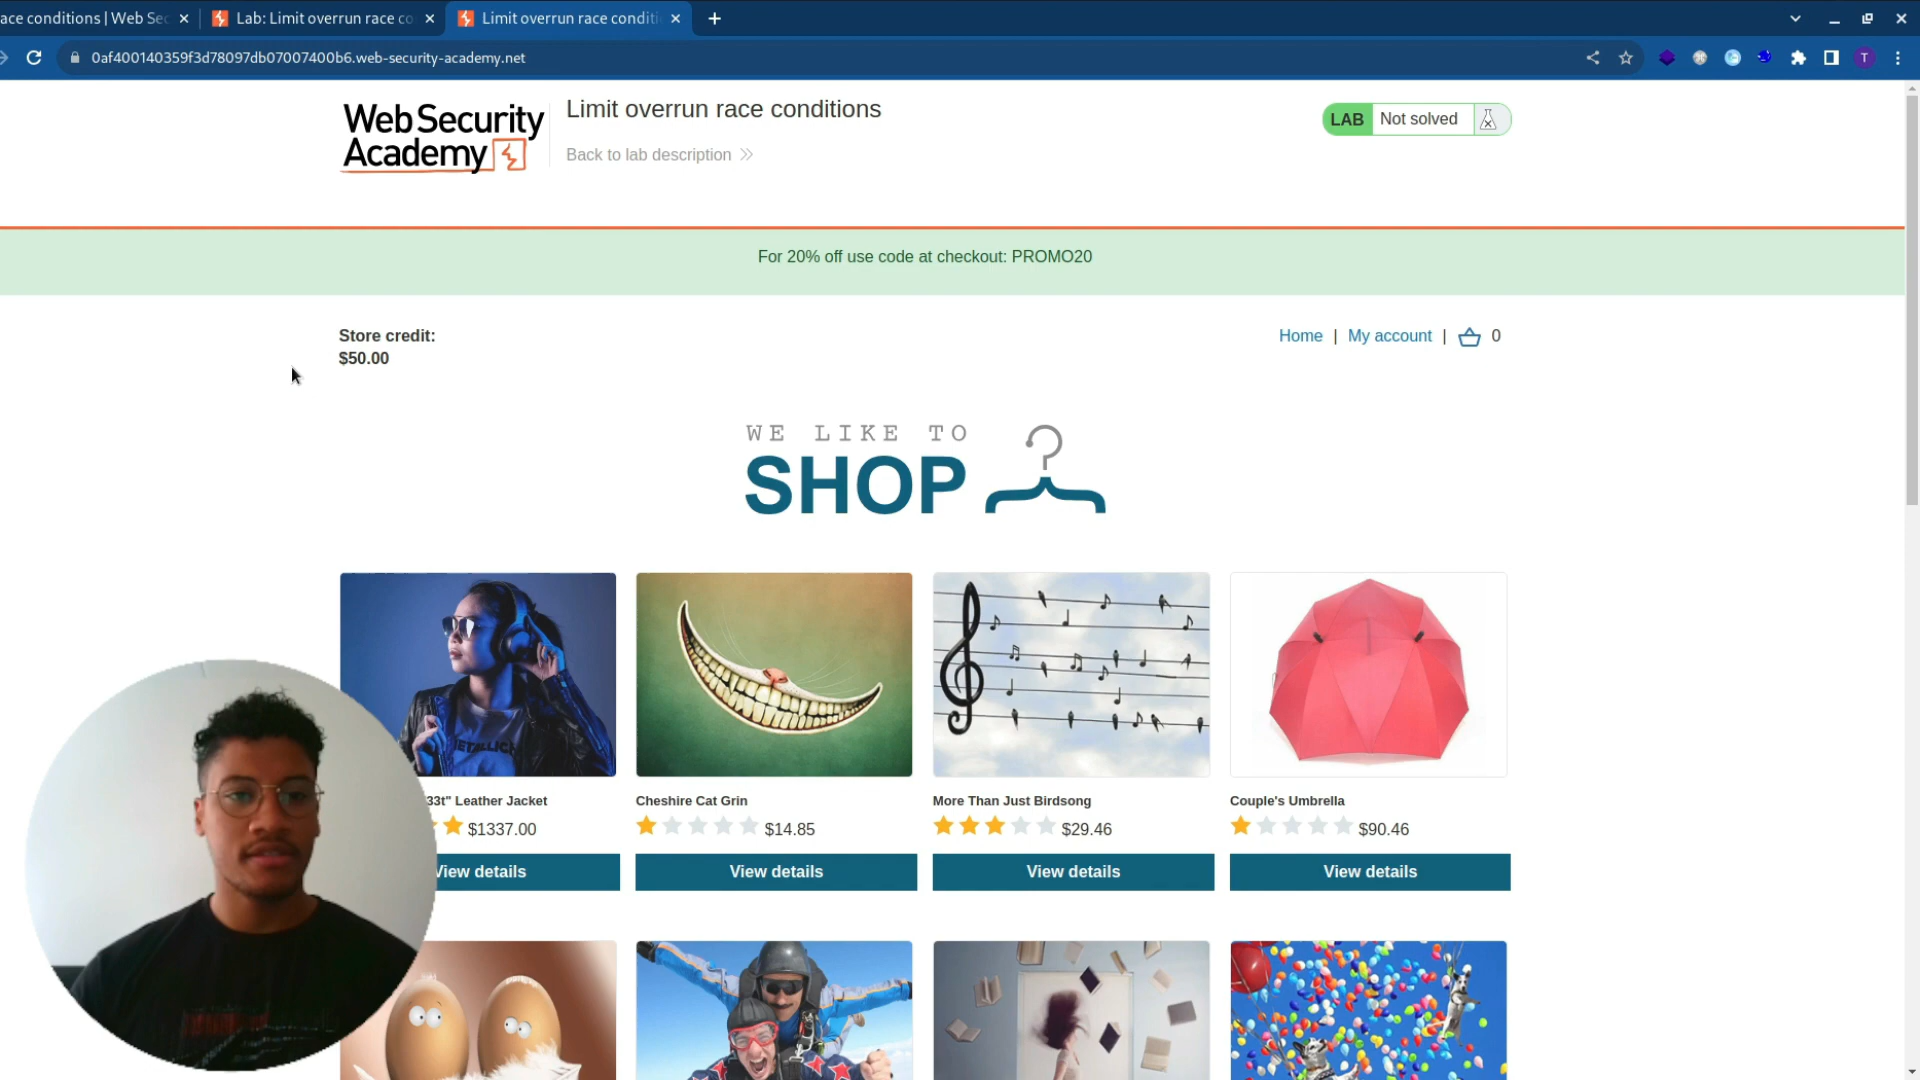 ace conditions | Web Sec
Lab: Limit overrun race co
Limit overrun race conditi
0af400140359f3d78097db07007400b6.web-security-academy.net
T
Web Security
Academy
Limit overrun race conditions
Back to lab description
LAB Not solved
For 20% off use code at checkout: PROMO20
Store credit:
$50.00
Home | My account | 0
WE LIKE TO
SHOP
33t" Leather Jacket
$1337.00
View details
Cheshire Cat Grin
$14.85
View details
More Than Just Birdsong
$29.46
View details
Couple's Umbrella
$90.46
View details